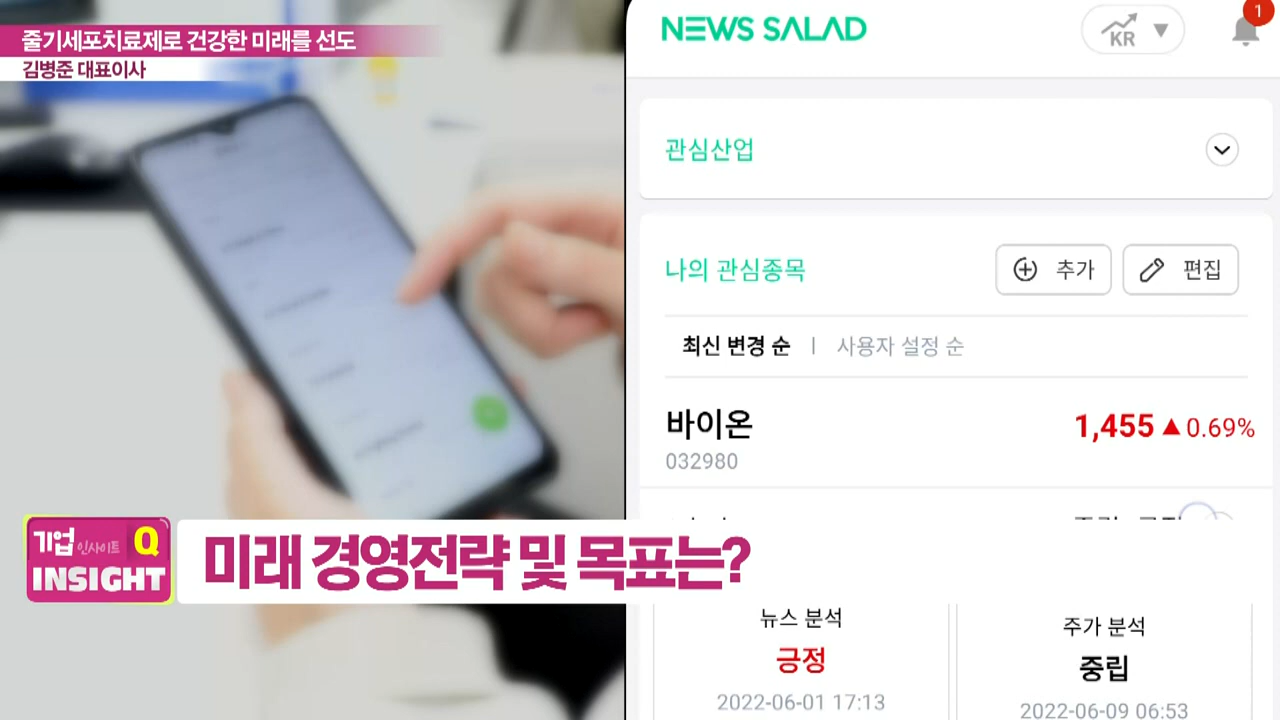 줄기세포치료제로 건강한 미래를 선도
김병준 대표이사
NEWS SALAD
KR
1
관심산업
나의 관심종목
추가
편집
최신 변경 순 | 사용자 설정 순
바이온
1,455 ▲ 0.69%
032980
기업 인사이트 Q
INSIGHT
미래 경영전략 및 목표는?
뉴스 분석
긍정
2022-06-01 17:13
주가 분석
중립
2022-06-09 06:53